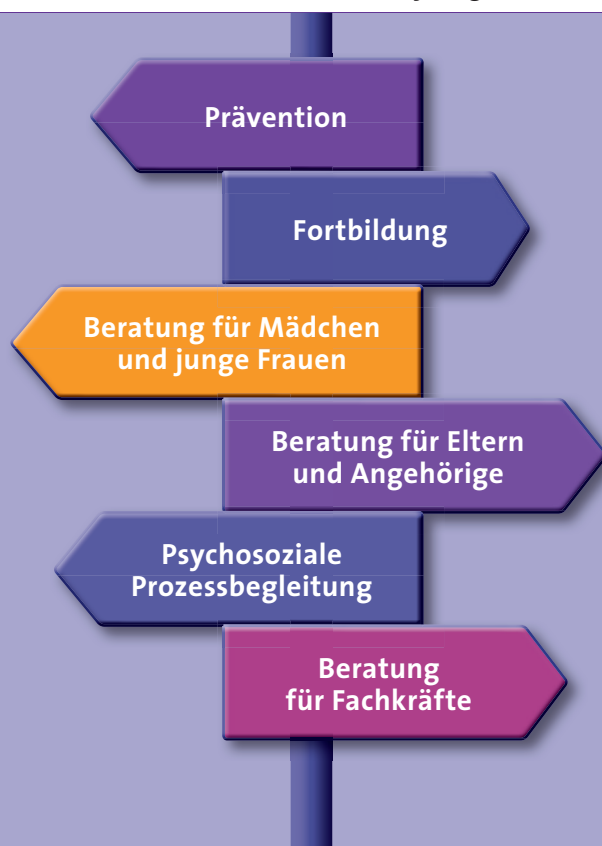 Prävention
Fortbildung
Beratung für Mädchen
und junge Frauen
Beratung für Eltern
und Angehörige
Psychosoziale
Prozessbegleitung
Beratung
für Fachkräfte